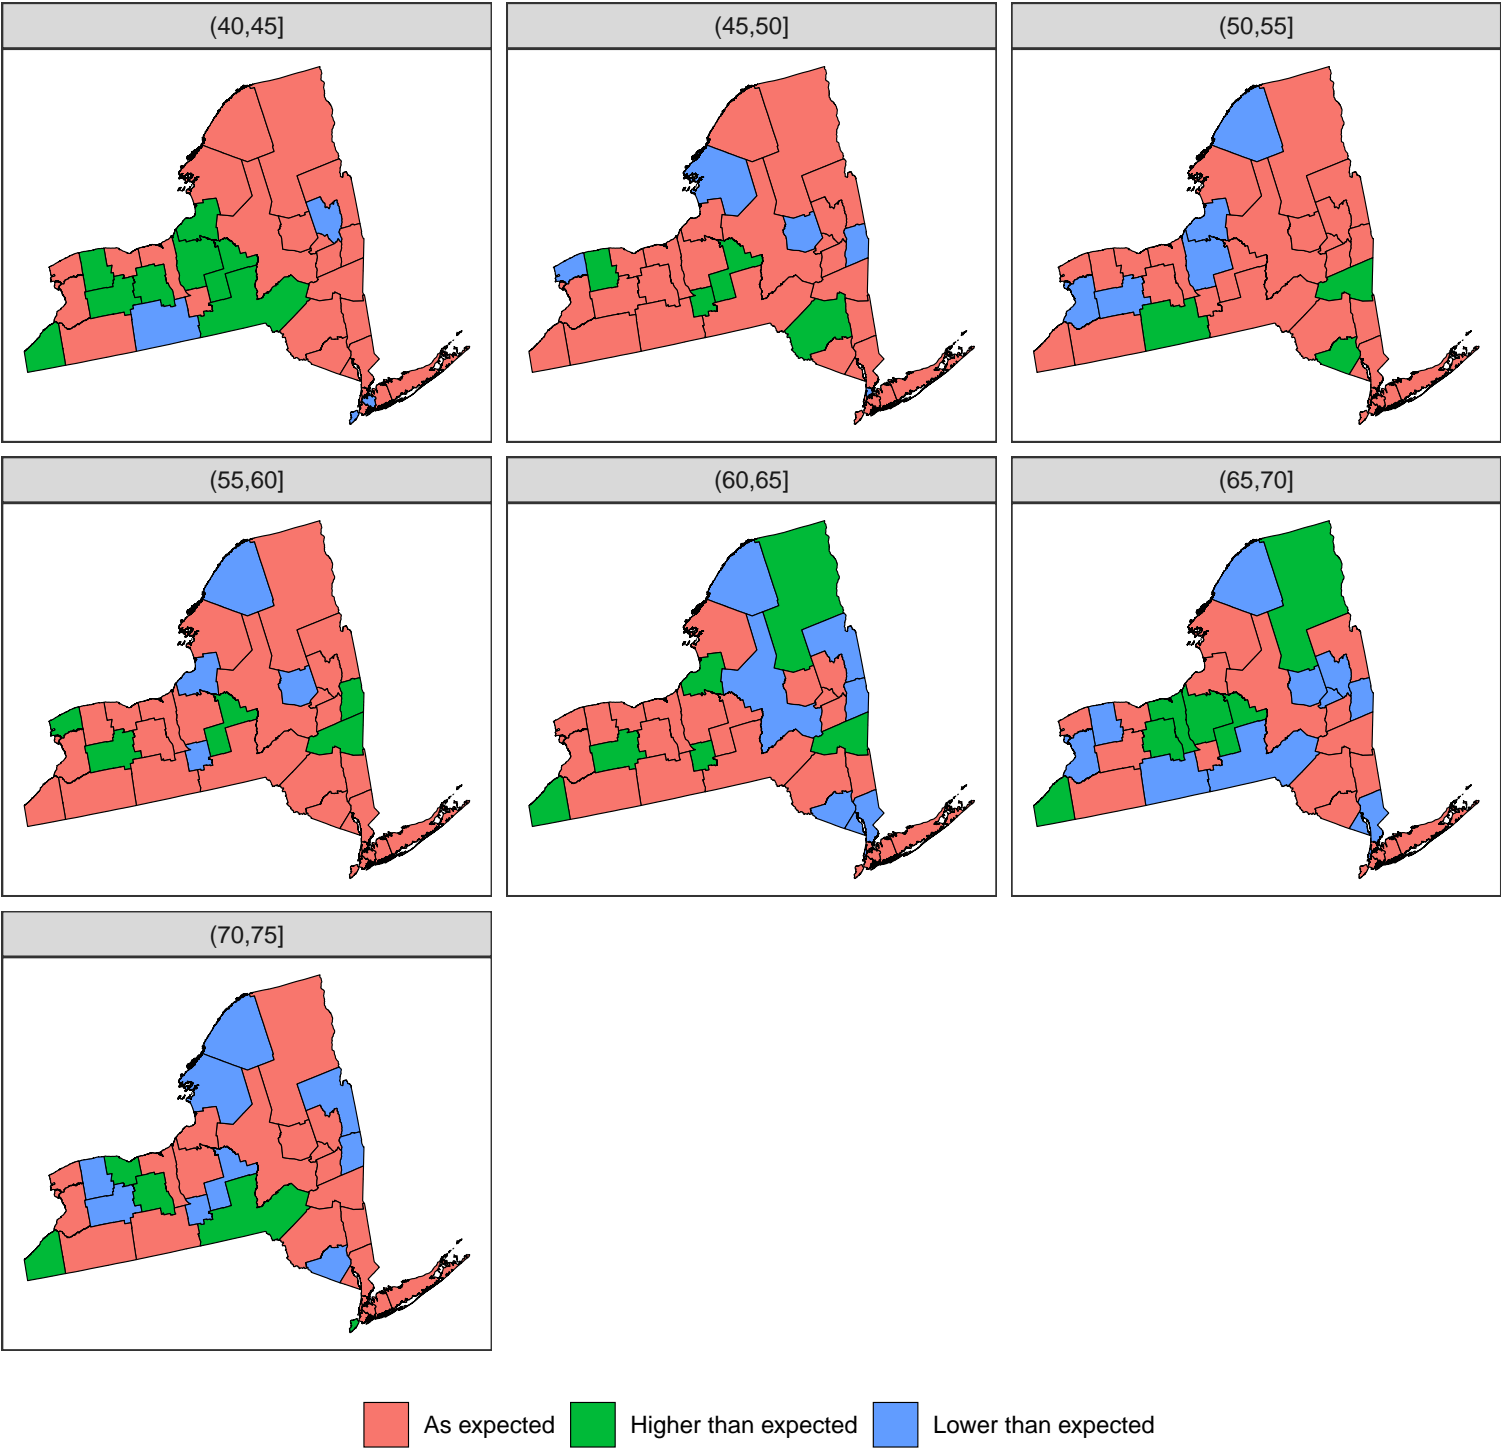 (40,45]
(45,50]
(50,55]
(55,60]
(60,65]
(65,70]
(70,75]
As expected
Higher than expected
Lower than expected